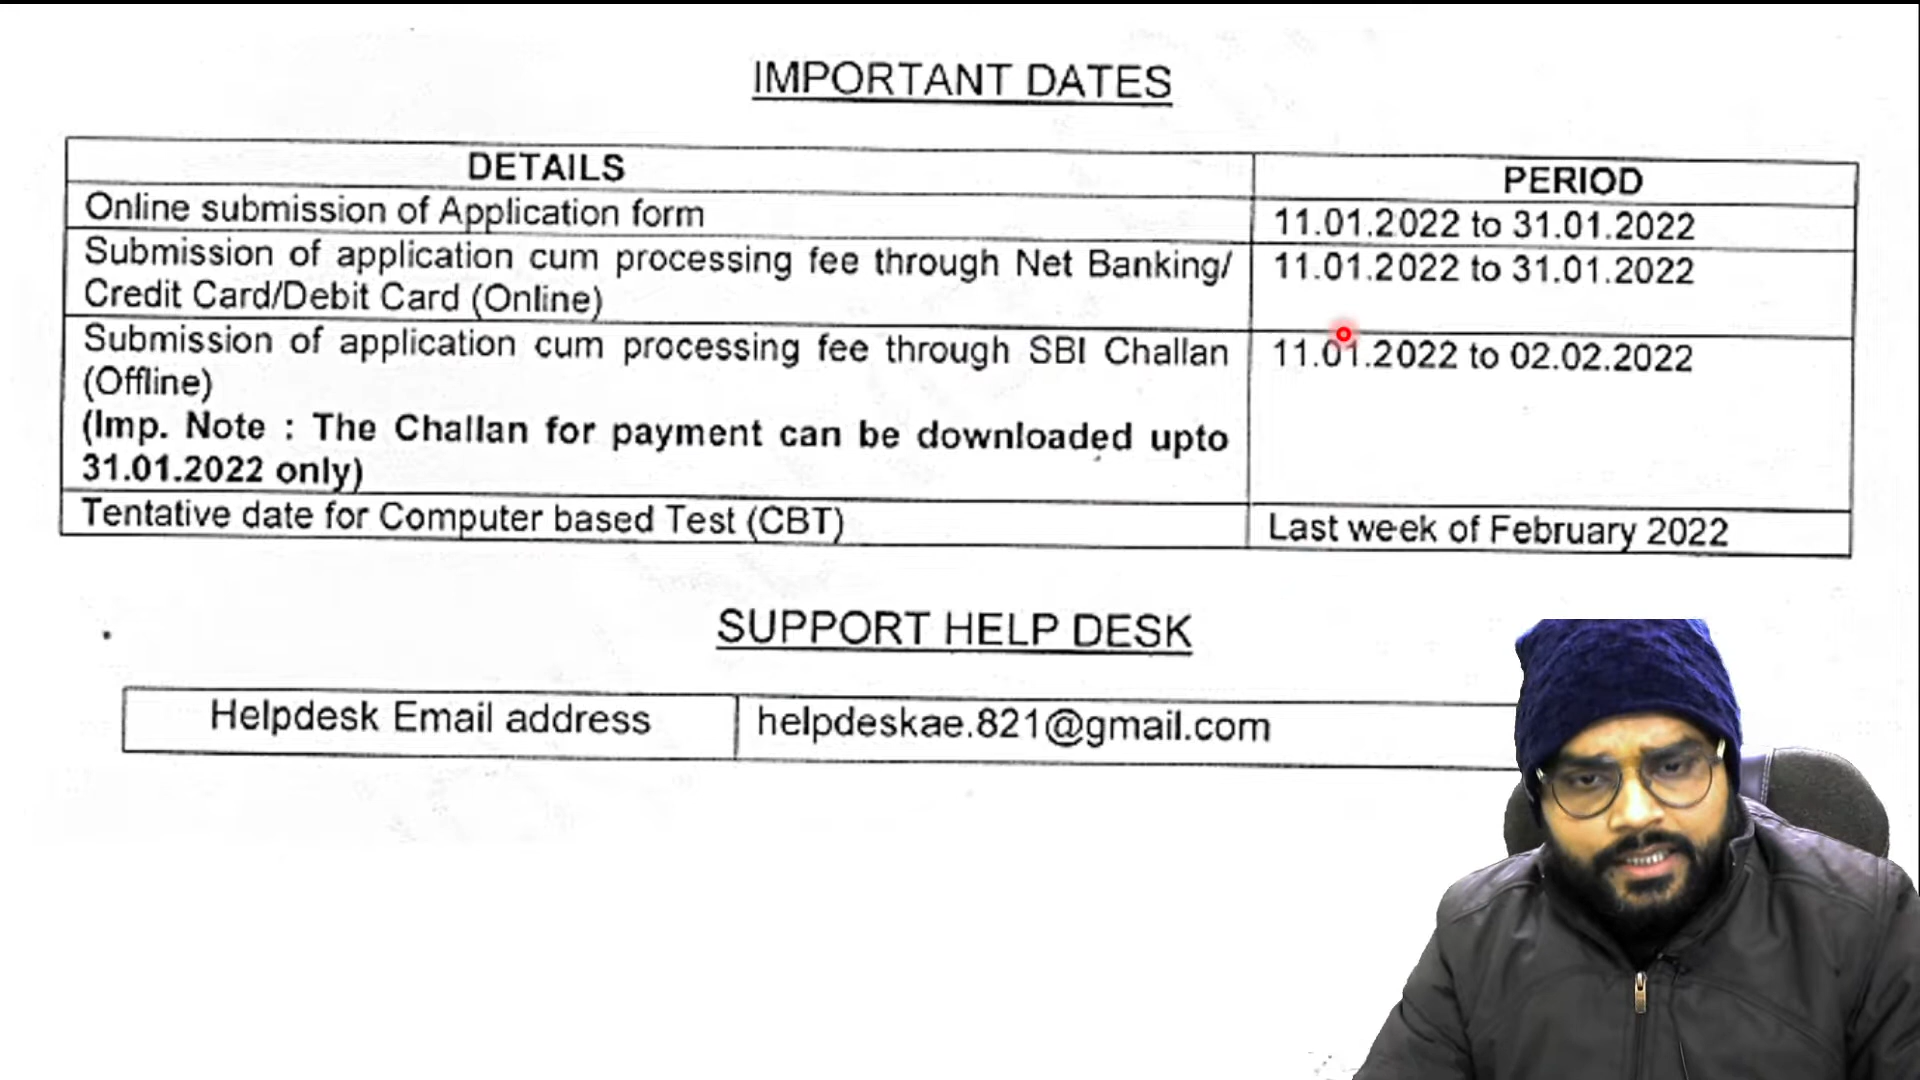 IMPORTANT DATES
DETAILS
PERIOD
Online submission of Application form
11.01.2022 to 31.01.2022
Submission of application cum processing fee through Net Banking/
Credit Card/Debit Card (Online)
11.01.2022 to 31.01.2022
Submission of application cum processing fee through SBI Challan
(Offline)
(Imp. Note : The Challan for payment can be downloaded upto
31.01.2022 only)
11.01.2022 to 02.02.2022
Tentative date for Computer based Test (CBT)
Last week of February 2022
SUPPORT HELP DESK
Helpdesk Email address
helpdeskae.821@gmail.com